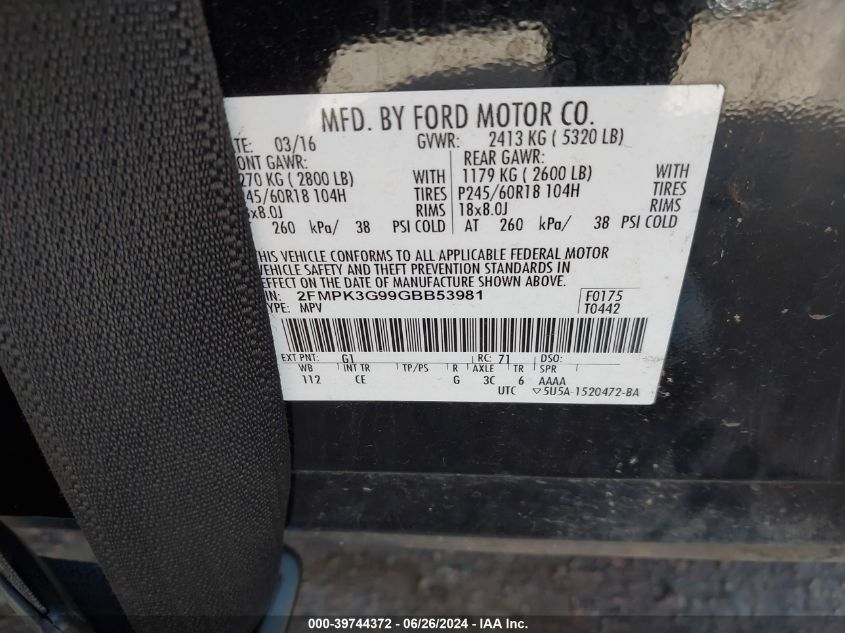 MFD. BY FORD MOTOR CO.
ATE: 03/16 GVWR: 2413 KG ( 5320 LB)
ONT GAWR: REAR GAWR:
270 KG ( 2800 LB) WITH 1179 KG ( 2600 LB) WITH
45/60R18 104H TIRES P245/60R18 104H TIRES
x8.0J RIMS 18x8.0J RIMS
260 kPa/ 38 PSI COLD AT 260 kPa/ 38 PSI COLD
HIS VEHICLE CONFORMS TO ALL APPLICABLE FEDERAL MOTOR
VEHICLE SAFETY AND THEFT PREVENTION STANDARDS IN
EFFECT ON THE DATE OF MANUFACTURE SHOWN ABOVE.
IN: 2FMPK3G99GBB53981 F0175
YPE: MPV T0442
EXT PNT: G1 RC: 71 DSO:
WB INT TR TP/PS R AXLE TR SPR
112 CE G 3C 6 AAAA
UTC ▽5U5A-1520472-BA
000-39744372 - 06/26/2024 - IAA Inc.